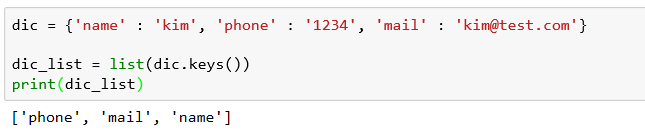 dic = {'name' : 'kim', 'phone' : '1234', 'mail' : 'kim@test.com'}
dic_list = list(dic.keys())
print(dic_list)
['phone', 'mail', 'name']